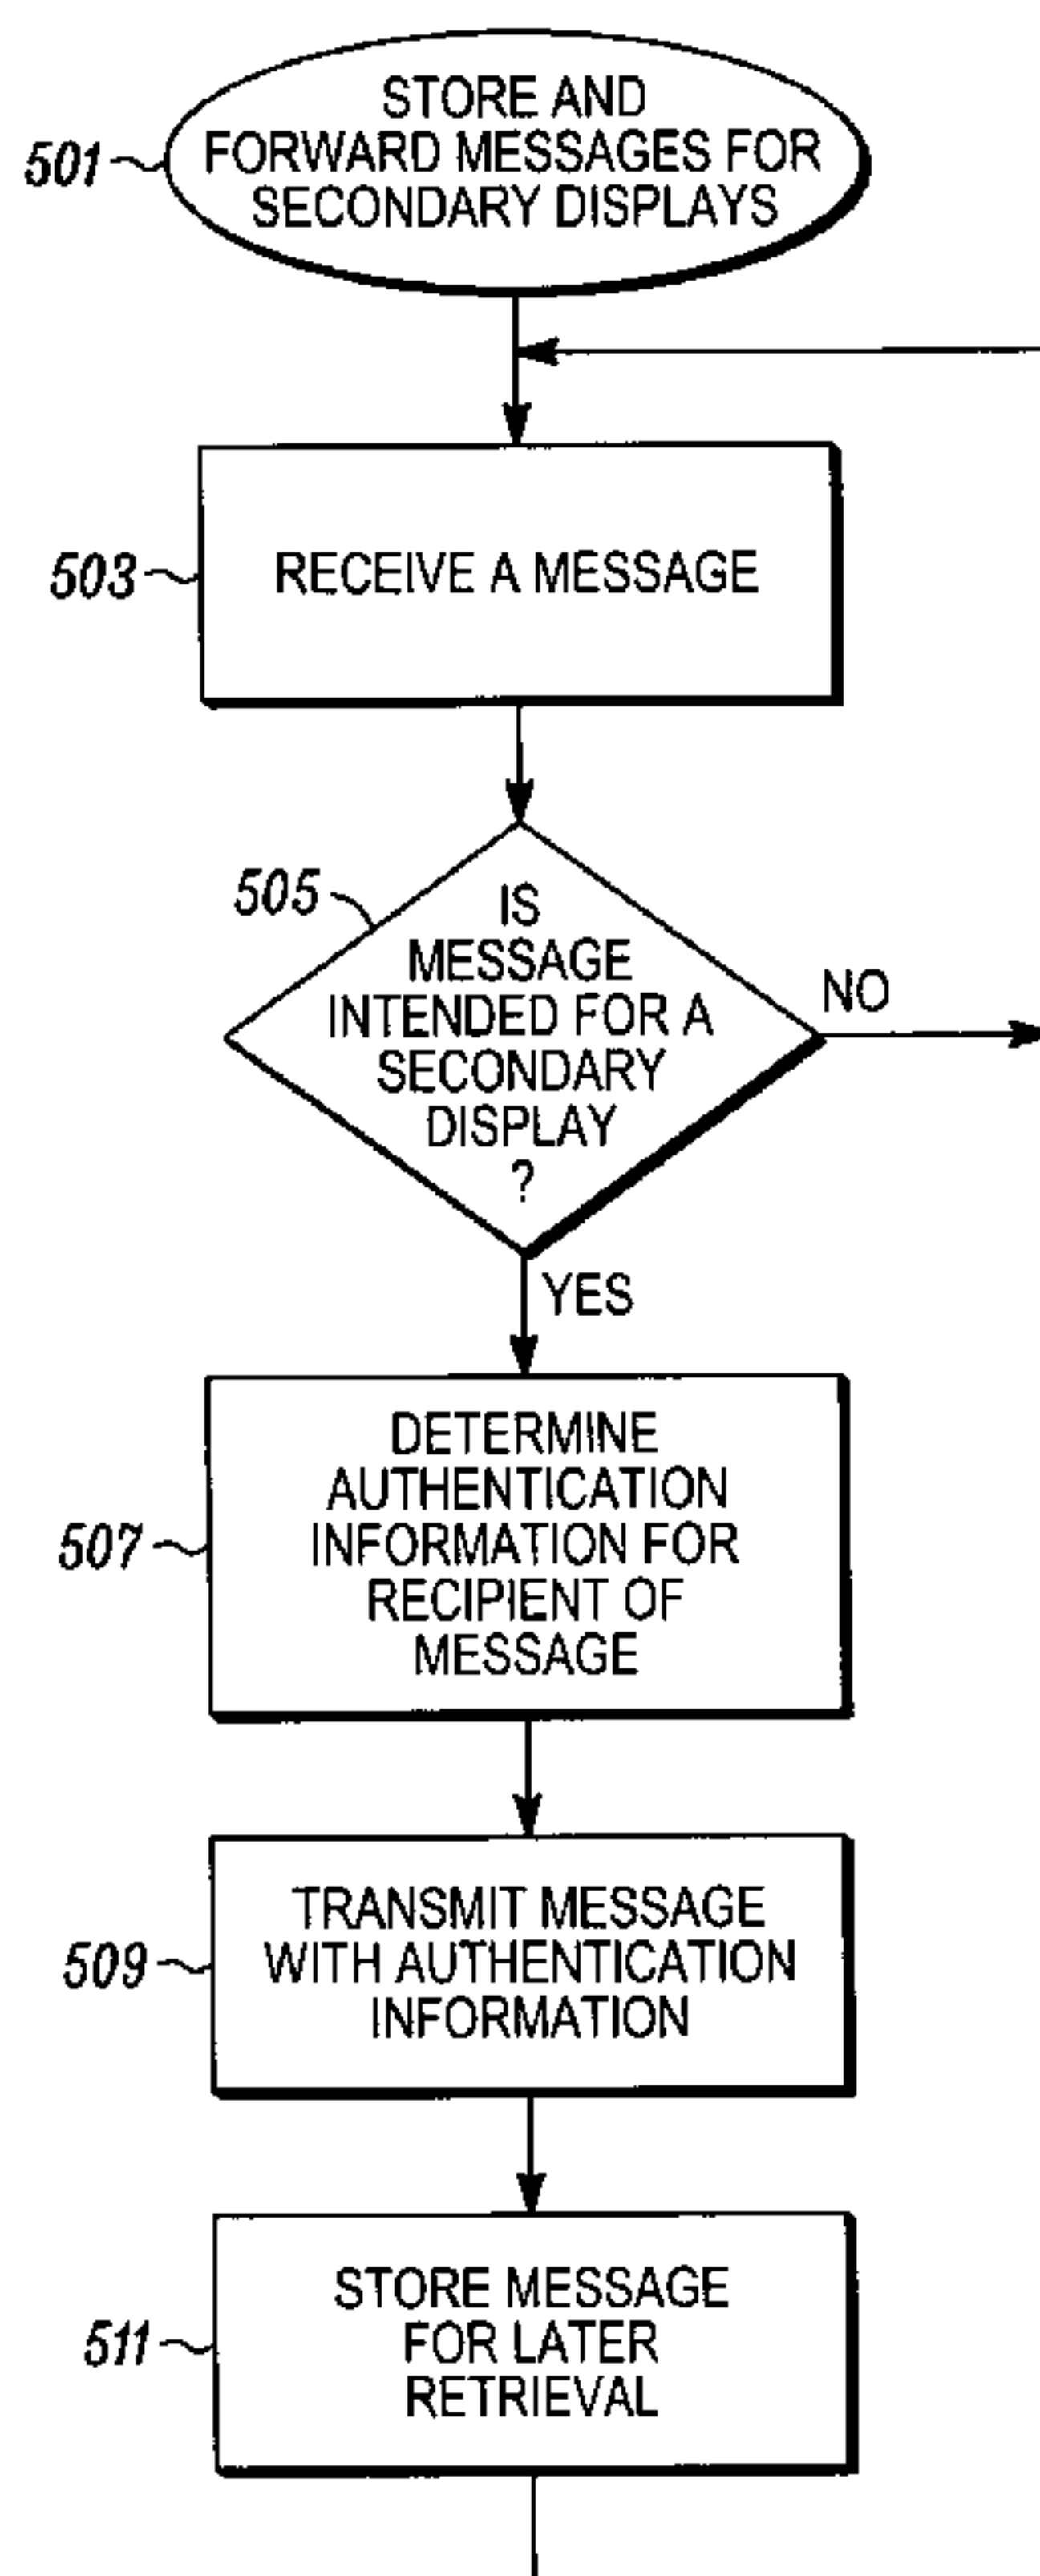 501
STORE AND
FORWARD MESSAGES FOR
SECONDARY DISPLAYS
503
RECEIVE A MESSAGE
505
IS
MESSAGE
INTENDED FOR A
SECONDARY
DISPLAY
?
NO
YES
507
DETERMINE
AUTHENTICATION
INFORMATION FOR
RECIPIENT OF
MESSAGE
509
TRANSMIT MESSAGE
WITH AUTHENTICATION
INFORMATION
511
STORE MESSAGE
FOR LATER
RETRIEVAL